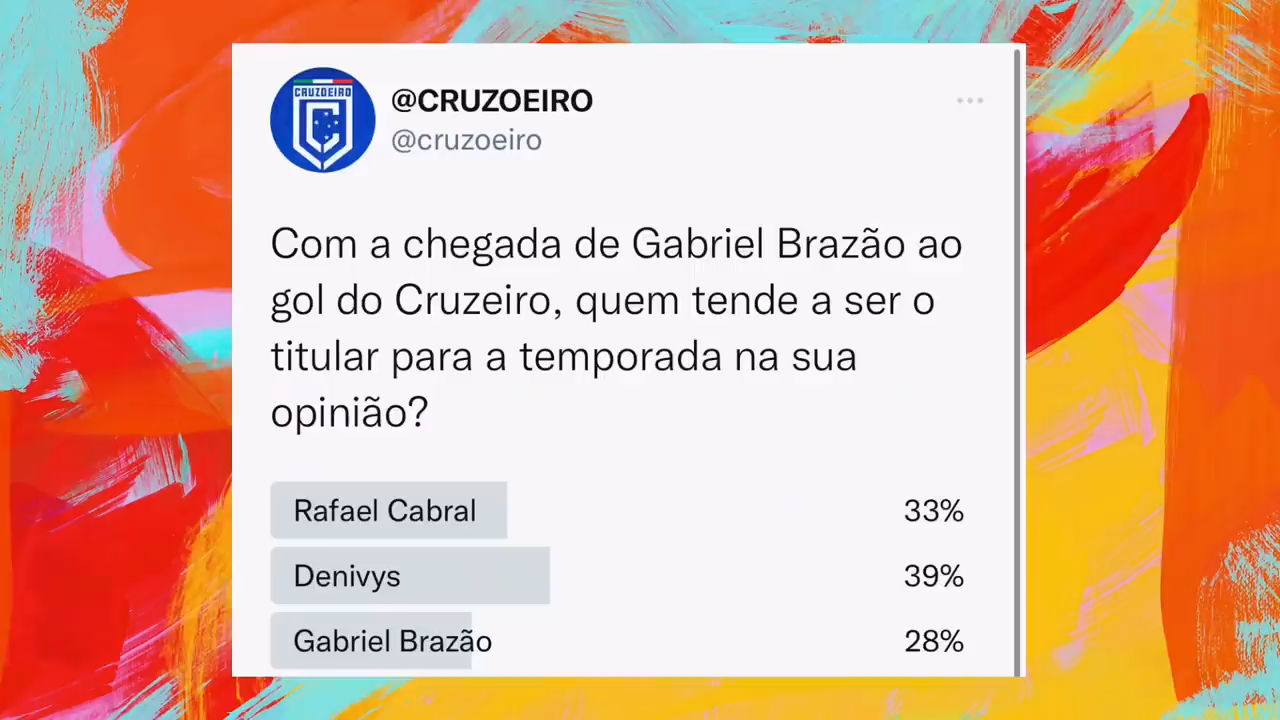 CRUZOEIRO
@CRUZOEIRO
@cruzoeiro
Com a chegada de Gabriel Brazão ao
gol do Cruzeiro, quem tende a ser o
titular para a temporada na sua
opinião?
Rafael Cabral 33%
Denivys 39%
Gabriel Brazão 28%